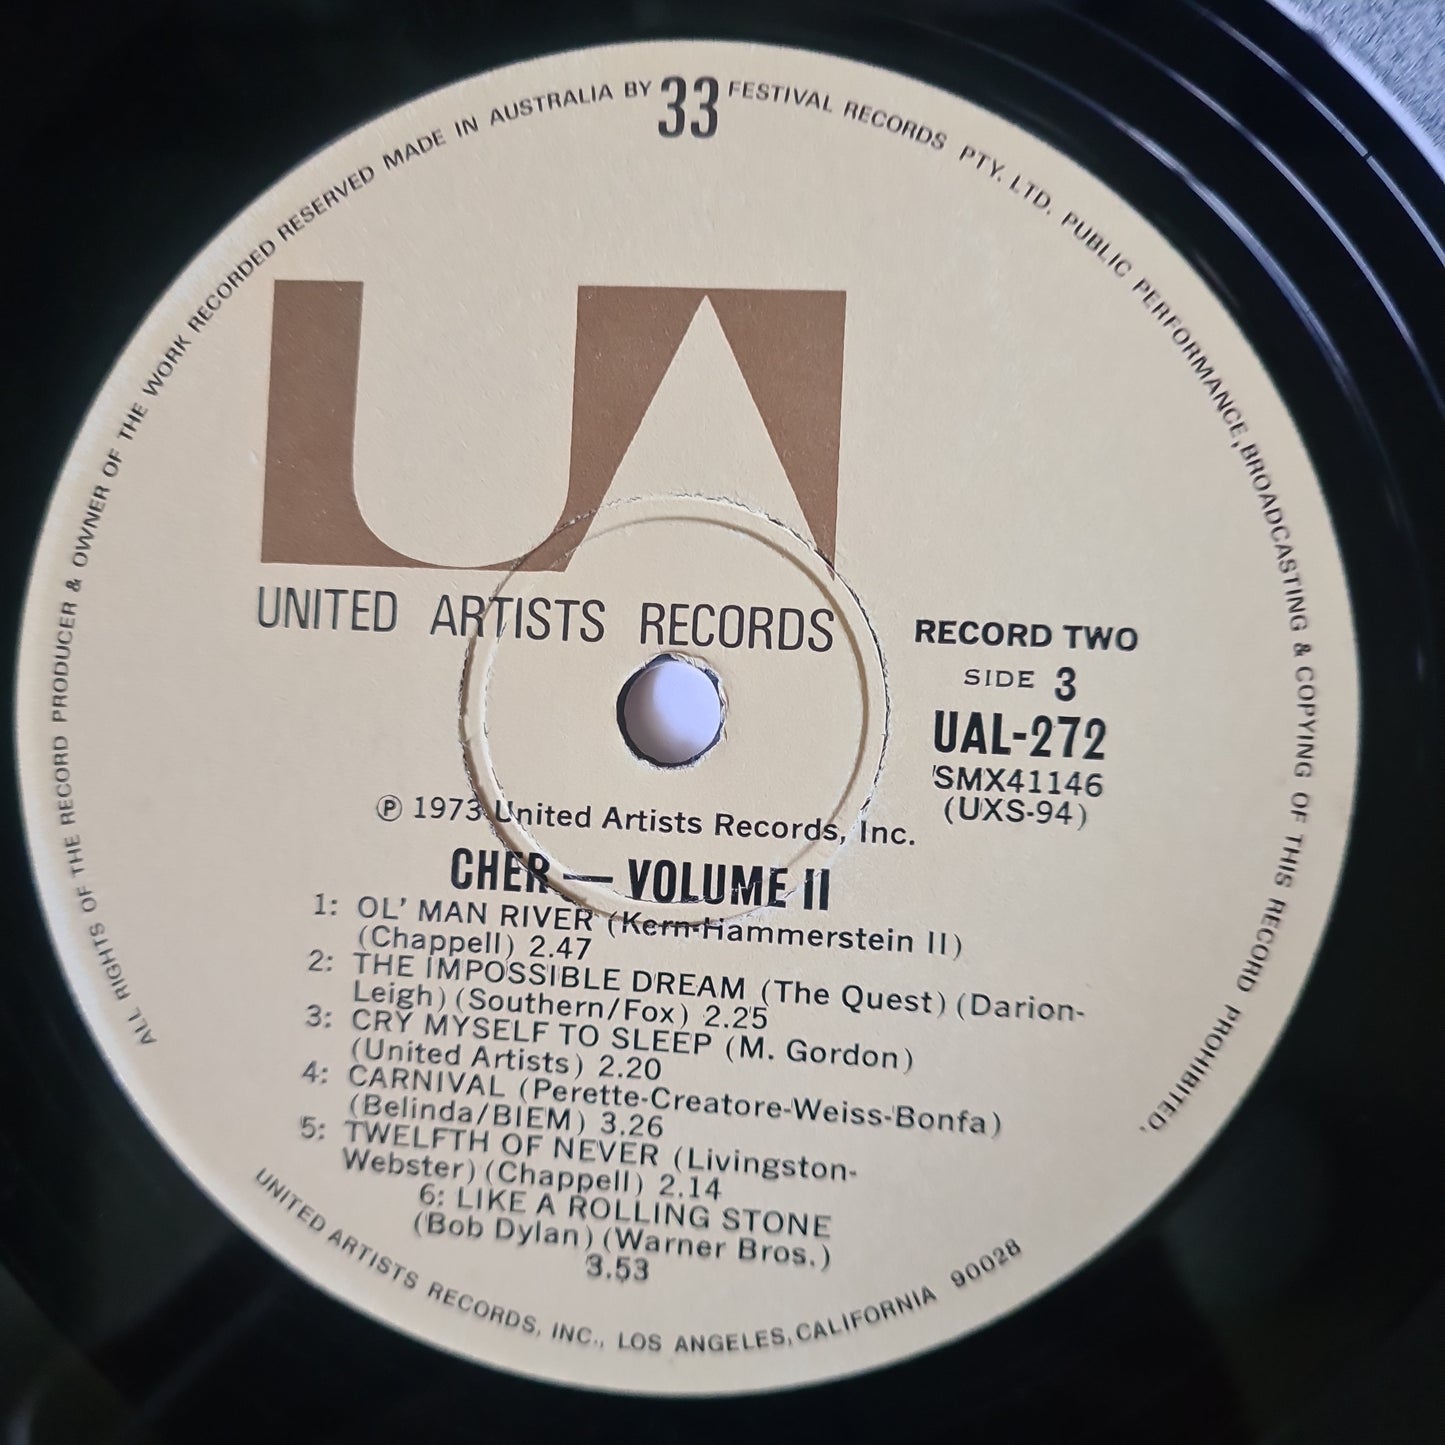 ALL RIGHTS OF THE RECORD PRODUCER & OWNER OF THE WORK RECORDED RESERVED MADE IN AUSTRALIA BY 33 FESTIVAL RECORDS PTY. LTD. PUBLIC PERFORMANCE, BROADCASTING & COPYING OF THIS RECORD PROHIBITED.
UA
UNITED ARTISTS RECORDS
RECORD TWO
SIDE 3
UAL-272
SMX41146
(UXS-94)
℗ 1973 United Artists Records, Inc.
CHER — VOLUME II
1: OL' MAN RIVER (Kern-Hammerstein II)
(Chappell) 2.47
2: THE IMPOSSIBLE DREAM (The Quest) (Darion-
Leigh) (Southern/Fox) 2.25
3: CRY MYSELF TO SLEEP (M. Gordon)
(United Artists) 2.20
4: CARNIVAL (Perette-Creatore-Weiss-Bonfa)
(Belinda/BIEM) 3.26
5: TWELFTH OF NEVER (Livingston-
Webster) (Chappell) 2.14
6: LIKE A ROLLING STONE
(Bob Dylan) (Warner Bros.)
3.53
UNITED ARTISTS RECORDS, INC., LOS ANGELES, CALIFORNIA 90028